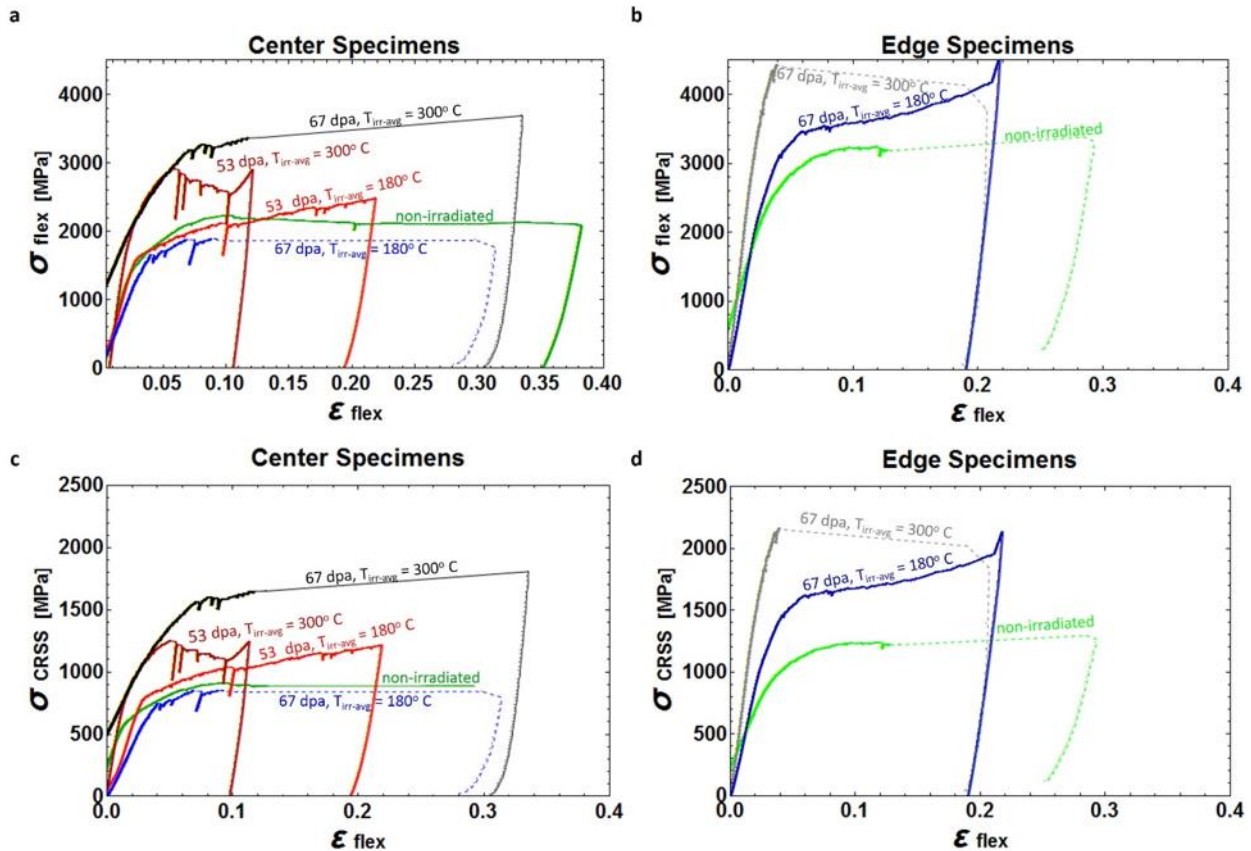 a
Center Specimens
4000
3000
2000
1000
0
σ flex [MPa]
67 dpa, Tirr-avg = 300° C
53 dpa, Tirr-avg = 300° C
53 dpa, Tirr-avg = 180° C
non-irradiated
67 dpa, Tirr-avg = 180° C
0.05 0.10 0.15 0.20 0.25 0.30 0.35 0.40
ε flex
b
Edge Specimens
4000
3000
2000
1000
0
σ flex [MPa]
67 dpa, Tirr-avg = 300° C
67 dpa, Tirr-avg = 180° C
non-irradiated
0.0 0.1 0.2 0.3 0.4
ε flex
c
Center Specimens
2500
2000
1500
1000
500
0
σ CRSS [MPa]
67 dpa, Tirr-avg = 300° C
53 dpa, Tirr-avg = 300° C
53 dpa, Tirr-avg = 180° C
non-irradiated
67 dpa, Tirr-avg = 180° C
0.0 0.1 0.2 0.3 0.4
ε flex
d
Edge Specimens
2500
2000
1500
1000
500
0
σ CRSS [MPa]
67 dpa, Tirr-avg = 300° C
67 dpa, Tirr-avg = 180° C
non-irradiated
0.0 0.1 0.2 0.3 0.4
ε flex